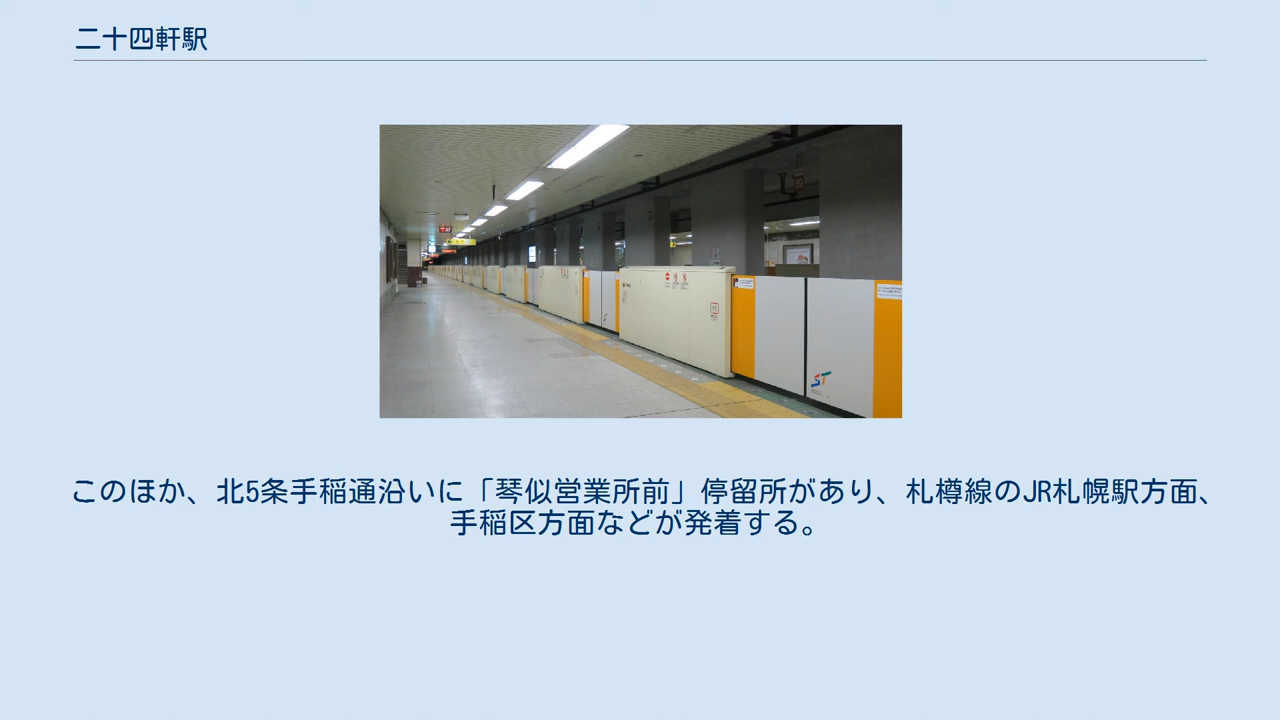 二十四軒駅
ST
このほか、北5条手稲通沿いに「琴似営業所前」停留所があり、札樽線のJR札幌駅方面、
手稲区方面などが発着する。